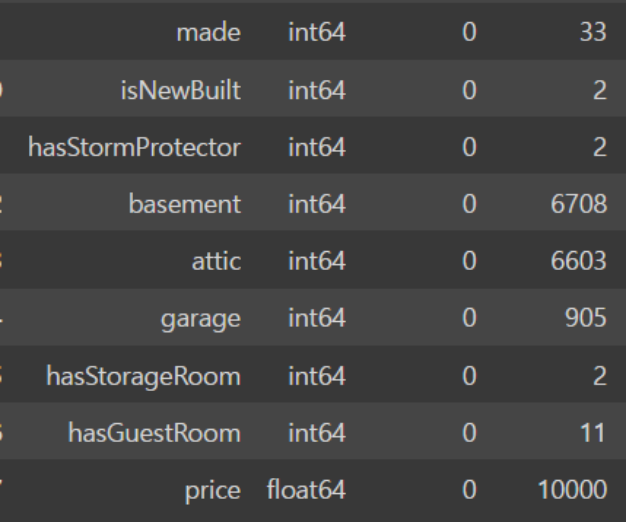 made int64 0 33
isNewBuilt int64 0 2
hasStormProtector int64 0 2
basement int64 0 6708
attic int64 0 6603
garage int64 0 905
hasStorageRoom int64 0 2
hasGuestRoom int64 0 11
price float64 0 10000